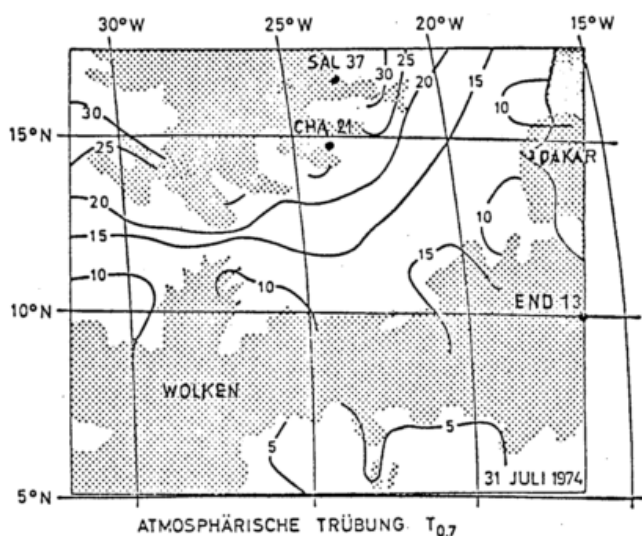 30°W 25°W 20°W 15°W
30 25 20 15
SAL 37
10
30
15°N
CHA 21
25
DAKAR
20
10
15
15
10
10
END 13
10°N
WOLKEN
5
5
31 JULI 1974
5°N
ATMOSPHÄRISCHE TRÜBUNG T0,7